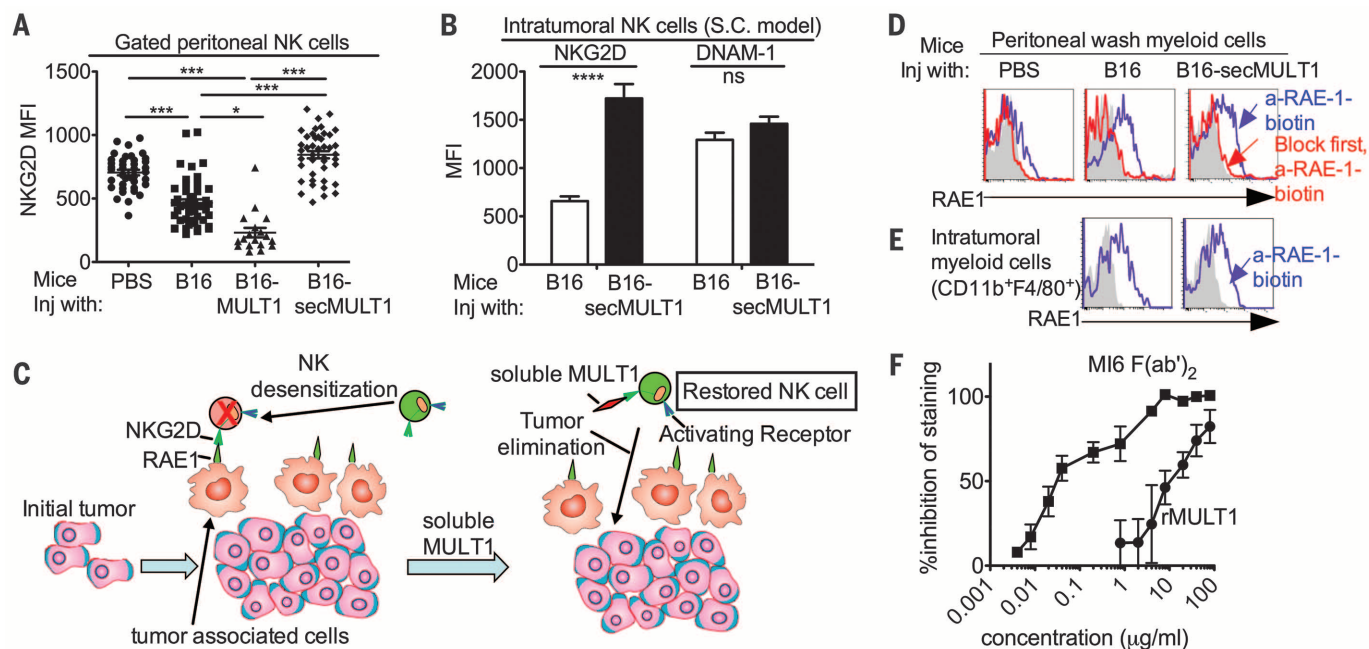 A
Gated peritoneal NK cells
1500
1000
500
0
NKG2D MFI
***
***
***
***
*
Mice
Inj with:
PBS
B16
B16-
MULT1
B16-
secMULT1
B
Intratumoral NK cells (S.C. model)
NKG2D
DNAM-1
****
ns
2000
1500
1000
500
0
MFI
Mice
Inj with:
B16
B16-
secMULT1
B16
B16-
secMULT1
D
Mice
Inj with:
Peritoneal wash myeloid cells
PBS
B16
B16-secMULT1
a-RAE-1-
biotin
Block first,
a-RAE-1-
biotin
RAE1
E
Intratumoral
myeloid cells
(CD11b⁺F4/80⁺)
a-RAE-1-
biotin
RAE1
C
NK
desensitization
X
NKG2D
RAE1
Initial tumor
tumor associated cells
soluble
MULT1
soluble MULT1
Restored NK cell
Tumor
elimination
Activating Receptor
F
MI6 F(ab')₂
100
50
0
%inhibition of staining
rMULT1
0.001
0.01
0.1
1
10
100
concentration (μg/ml)